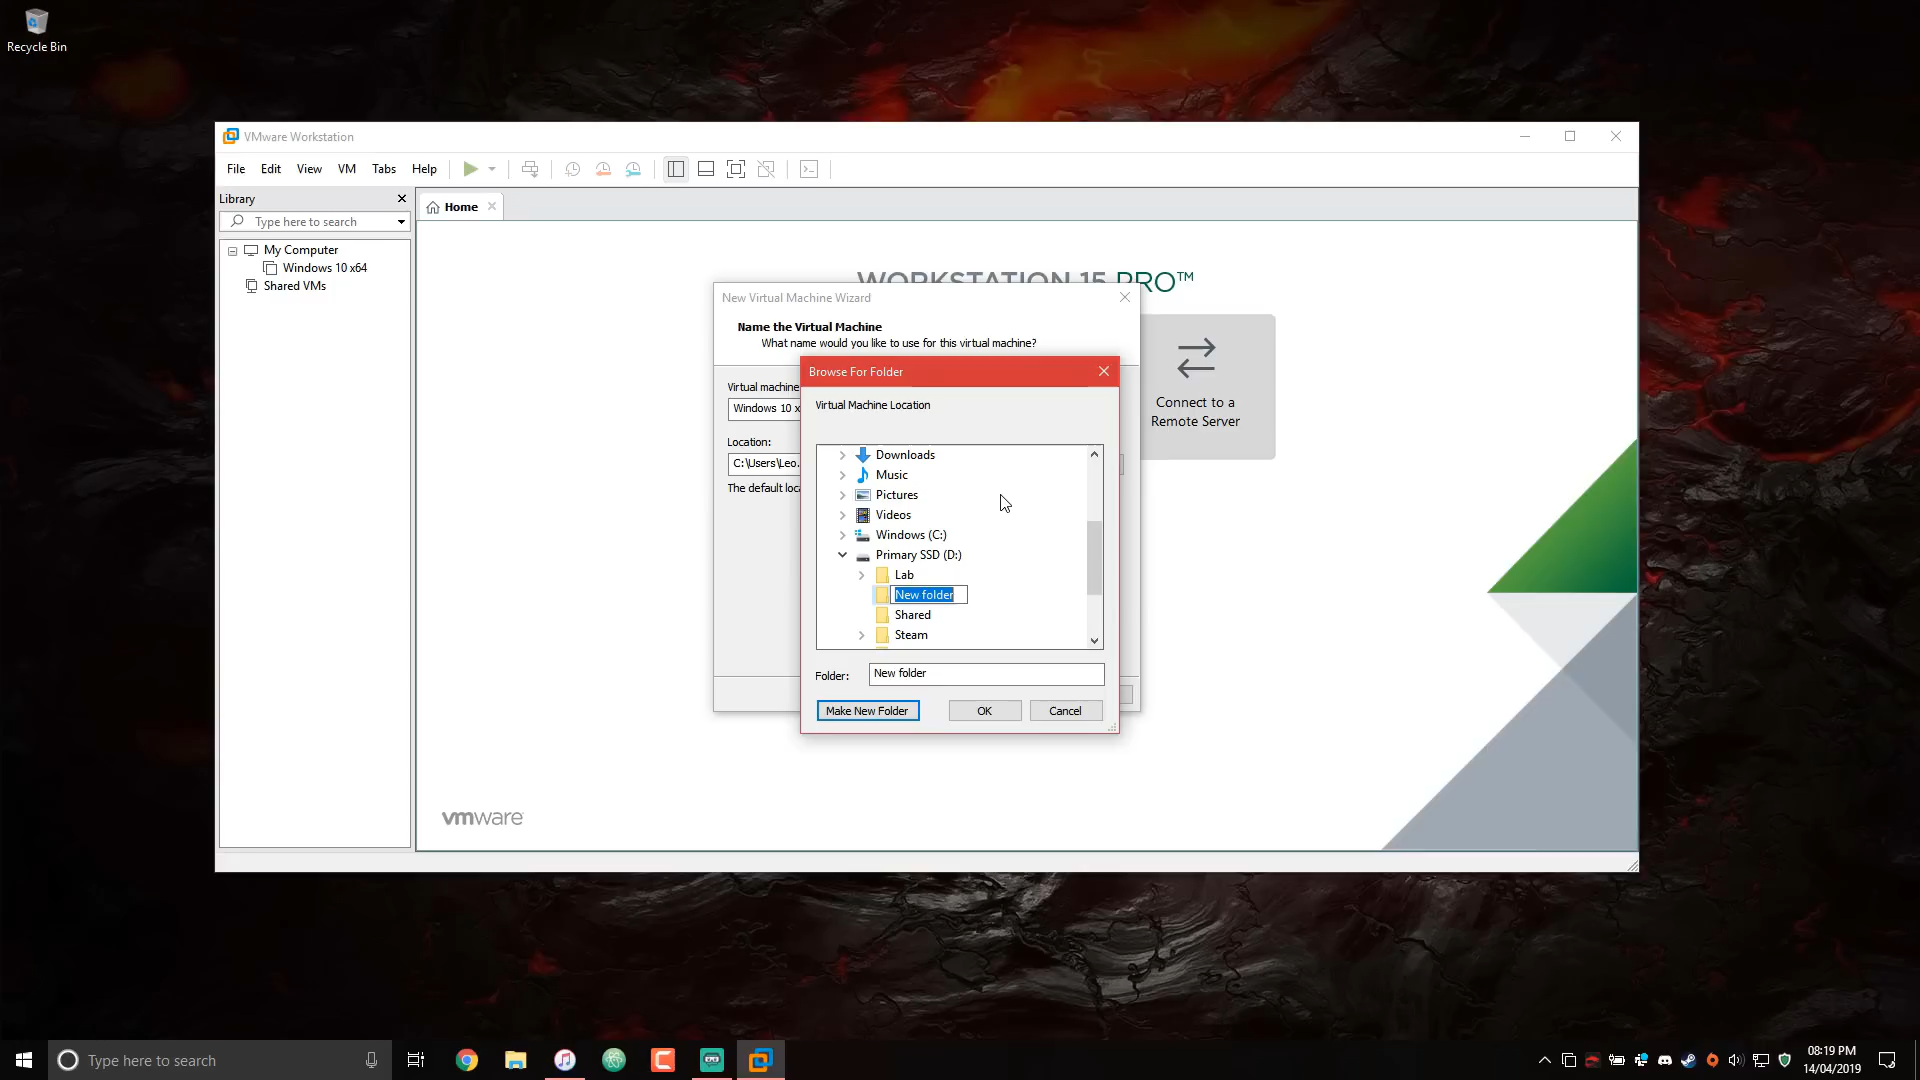 Recycle Bin
VMware Workstation
File Edit View VM Tabs Help
Library
Type here to search
Home
My Computer
Windows 10 x64
Shared VMs
WORKSTATION 15 PRO™
New Virtual Machine Wizard
Name the Virtual Machine
What name would you like to use for this virtual machine?
Virtual machine
Windows 10 x
Location:
C:\Users\Leo.
The default loca
Connect to a
Remote Server
Browse For Folder
Virtual Machine Location
Downloads
Music
Pictures
Videos
Windows (C:)
Primary SSD (D:)
Lab
New folder
Shared
Steam
Folder: New folder
Make New Folder OK Cancel
vmware
Type here to search
08:19 PM
14/04/2019